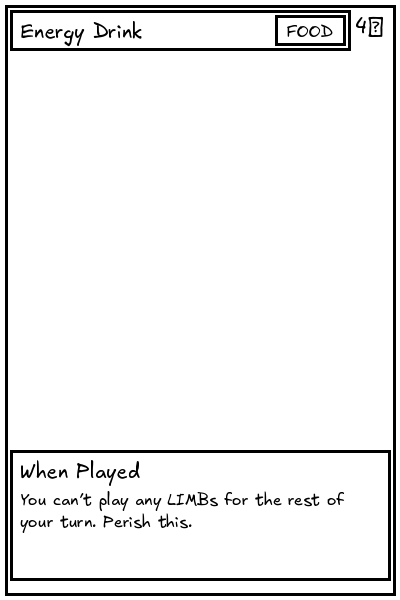 Energy Drink
FOOD
4
When Played
You can't play any LIMBs for the rest of
your turn. Perish this.